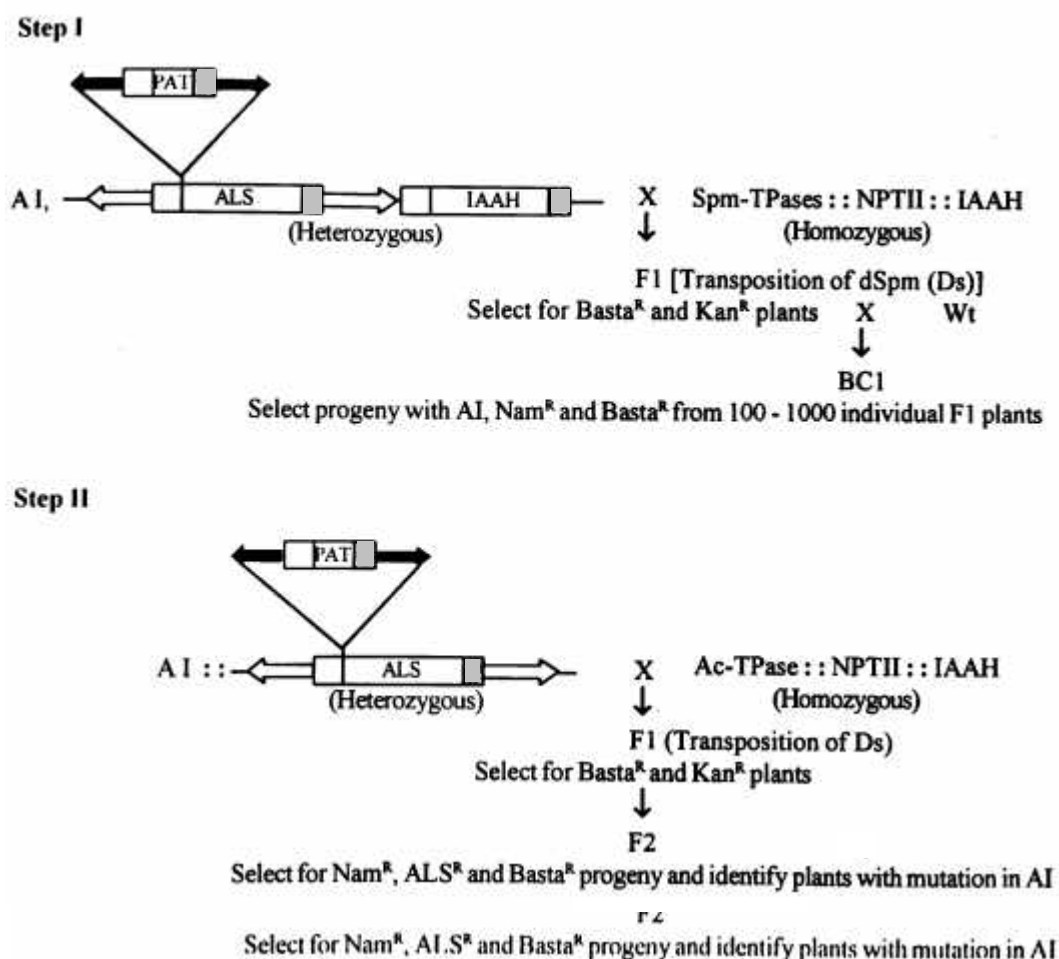 Step I
PAT
A I,
ALS
IAAH
X
Spm-TPases : : NPTII : : IAAH
(Heterozygous)
(Homozygous)
F1 [Transposition of dSpm (Ds)]
Select for Basta^R and Kan^R plants X Wt
BC1
Select progeny with AI, Nam^R and Basta^R from 100 - 1000 individual F1 plants
Step II
PAT
A I : :
ALS
X
Ac-TPase : : NPTII : : IAAH
(Heterozygous)
(Homozygous)
F1 (Transposition of Ds)
Select for Basta^R and Kan^R plants
F2
Select for Nam^R, ALS^R and Basta^R progeny and identify plants with mutation in AI
F2
Select for Nam^R, ALS^R and Basta^R progeny and identify plants with mutation in AI